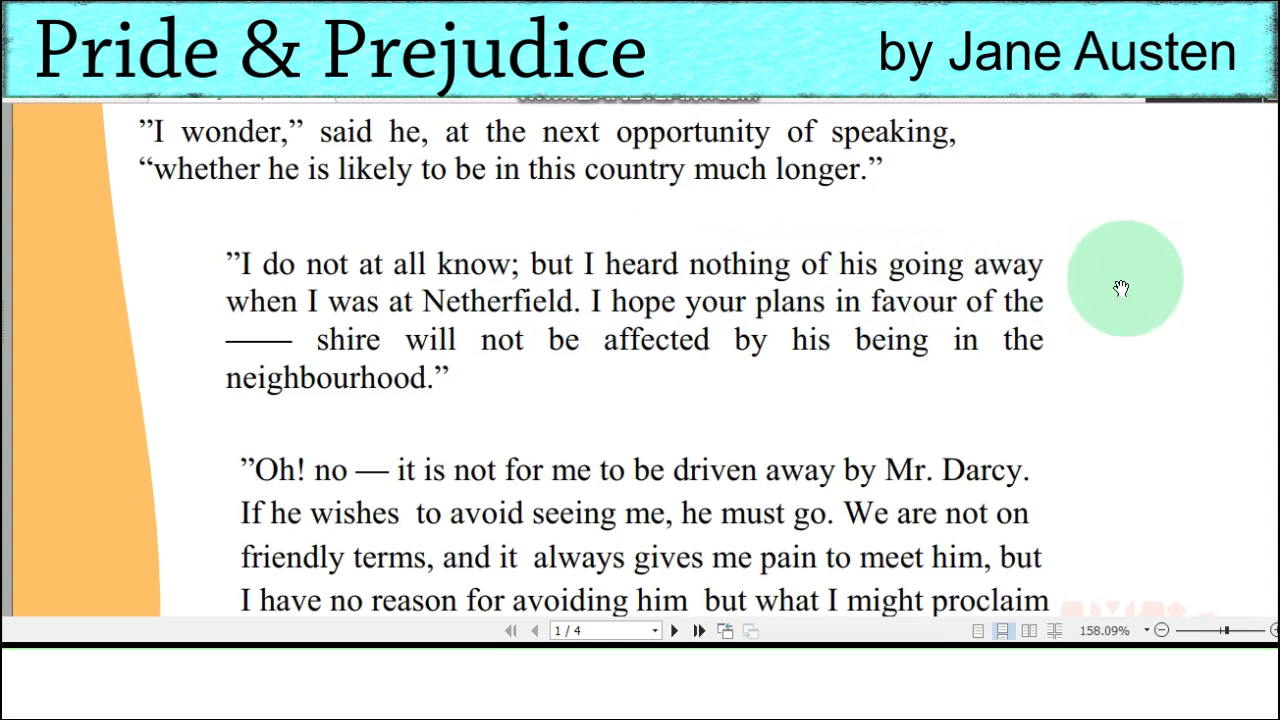 Pride & Prejudice
by Jane Austen
”I wonder,” said he, at the next opportunity of speaking,
“whether he is likely to be in this country much longer.”
”I do not at all know; but I heard nothing of his going away
when I was at Netherfield. I hope your plans in favour of the
—— shire will not be affected by his being in the
neighbourhood.”
”Oh! no — it is not for me to be driven away by Mr. Darcy.
If he wishes to avoid seeing me, he must go. We are not on
friendly terms, and it always gives me pain to meet him, but
I have no reason for avoiding him but what I might proclaim
1 / 4
158.09%